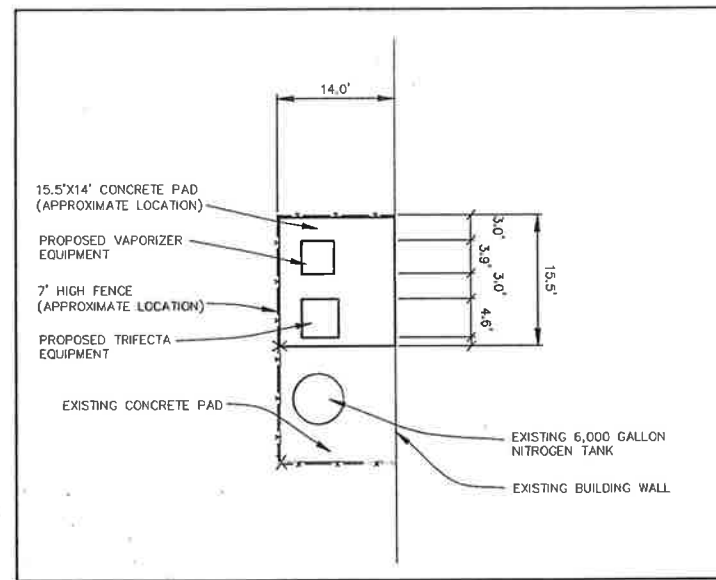 14.0'
15.5'X14' CONCRETE PAD
(APPROXIMATE LOCATION)
PROPOSED VAPORIZER
EQUIPMENT
7' HIGH FENCE
(APPROXIMATE LOCATION)
PROPOSED TRIFECTA
EQUIPMENT
EXISTING CONCRETE PAD
3.0'
3.9'
3.0'
4.6'
15.5'
EXISTING 6,000 GALLON
NITROGEN TANK
EXISTING BUILDING WALL